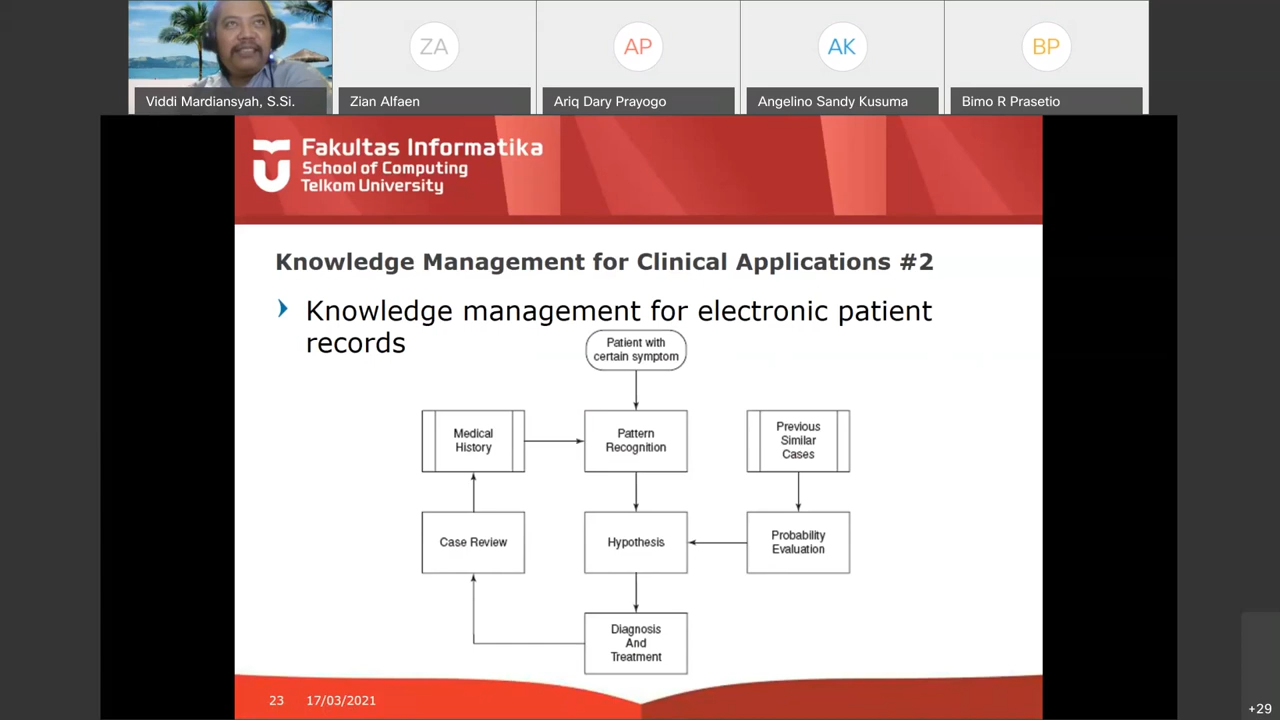 ZA
AP
AK
BP
Viddi Mardiansyah, S.Si.
Zian Alfaen
Ariq Dary Prayogo
Angelino Sandy Kusuma
Bimo R Prasetio
Fakultas Informatika
School of Computing
Telkom University
Knowledge Management for Clinical Applications #2
Knowledge management for electronic patient
records
Patient with
certain symptom
Medical
History
Pattern
Recognition
Previous
Similar
Cases
Case Review
Hypothesis
Probability
Evaluation
Diagnosis
And
Treatment
23 17/03/2021
+29